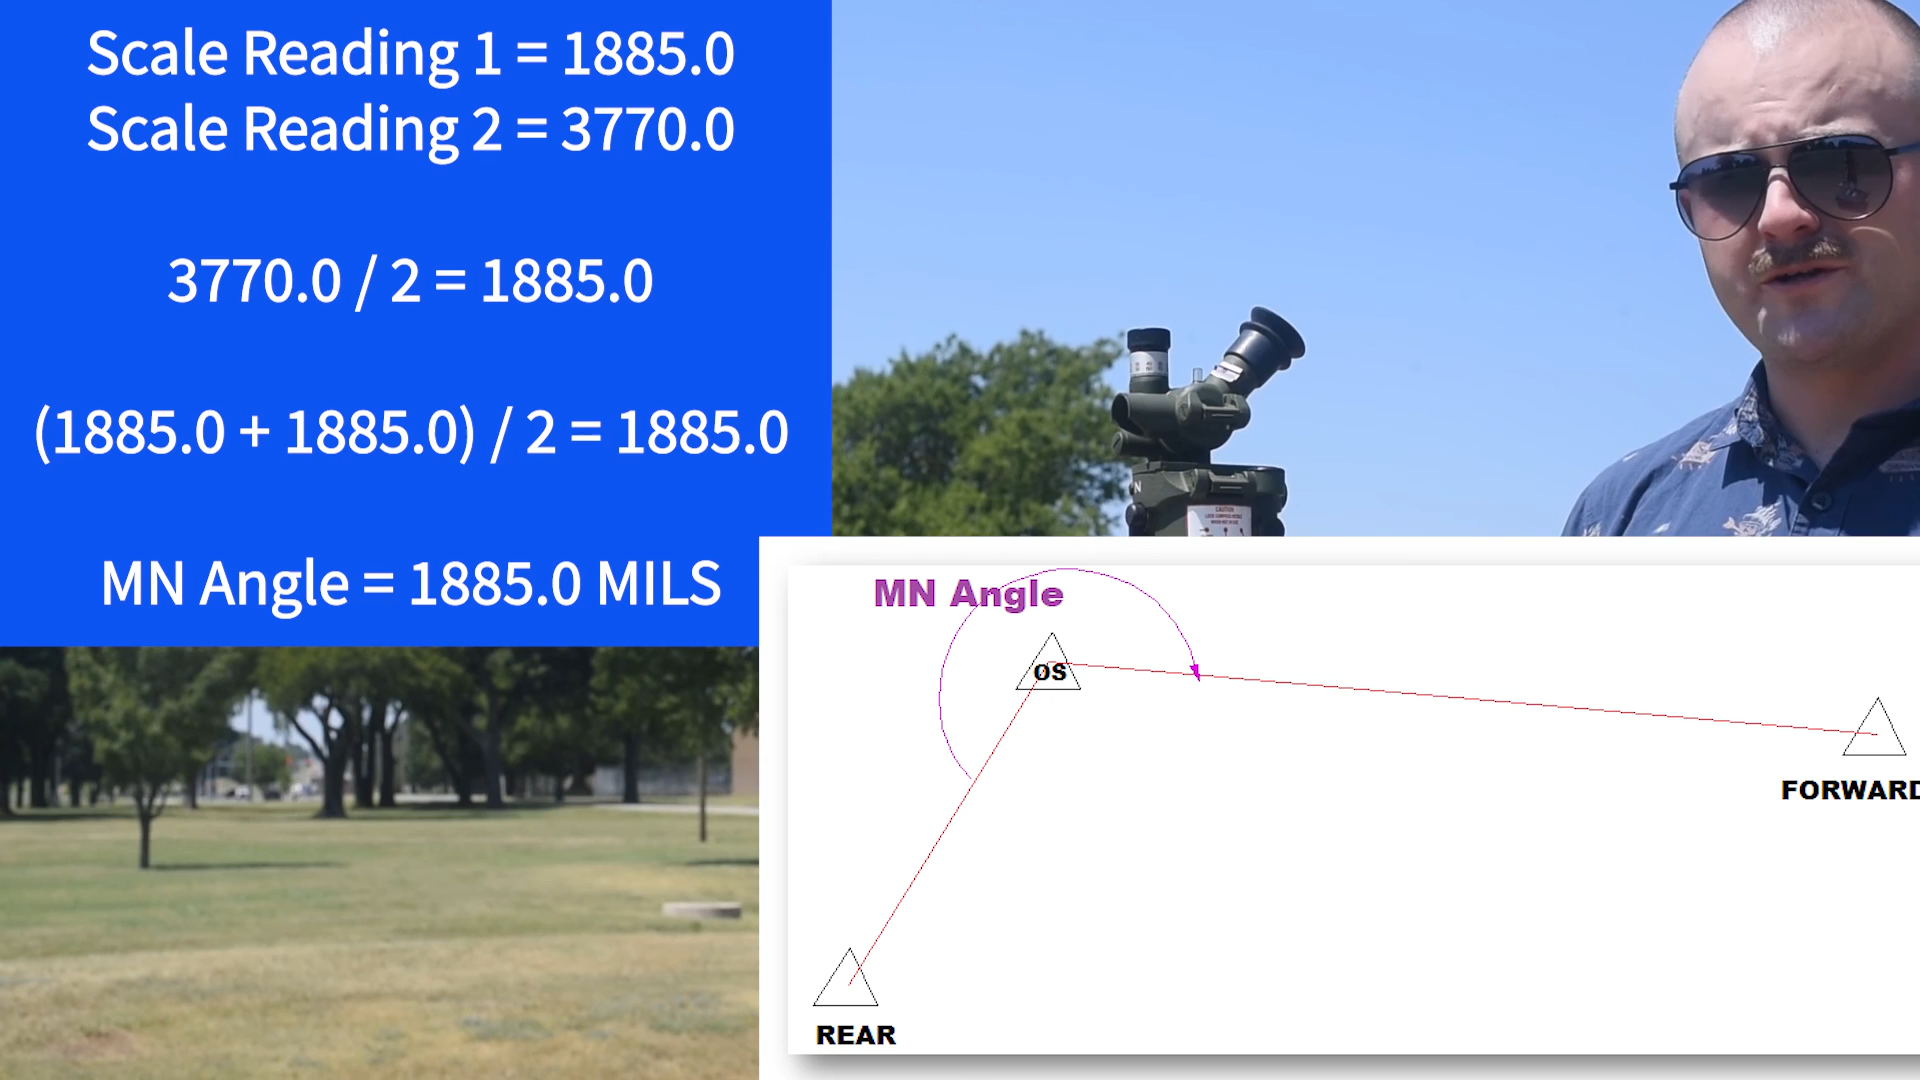 Scale Reading 1 = 1885.0
Scale Reading 2 = 3770.0
3770.0 / 2 = 1885.0
(1885.0 + 1885.0) / 2 = 1885.0
MN Angle = 1885.0 MILS
N
CAUTION
MN Angle
OS
FORWARD
REAR